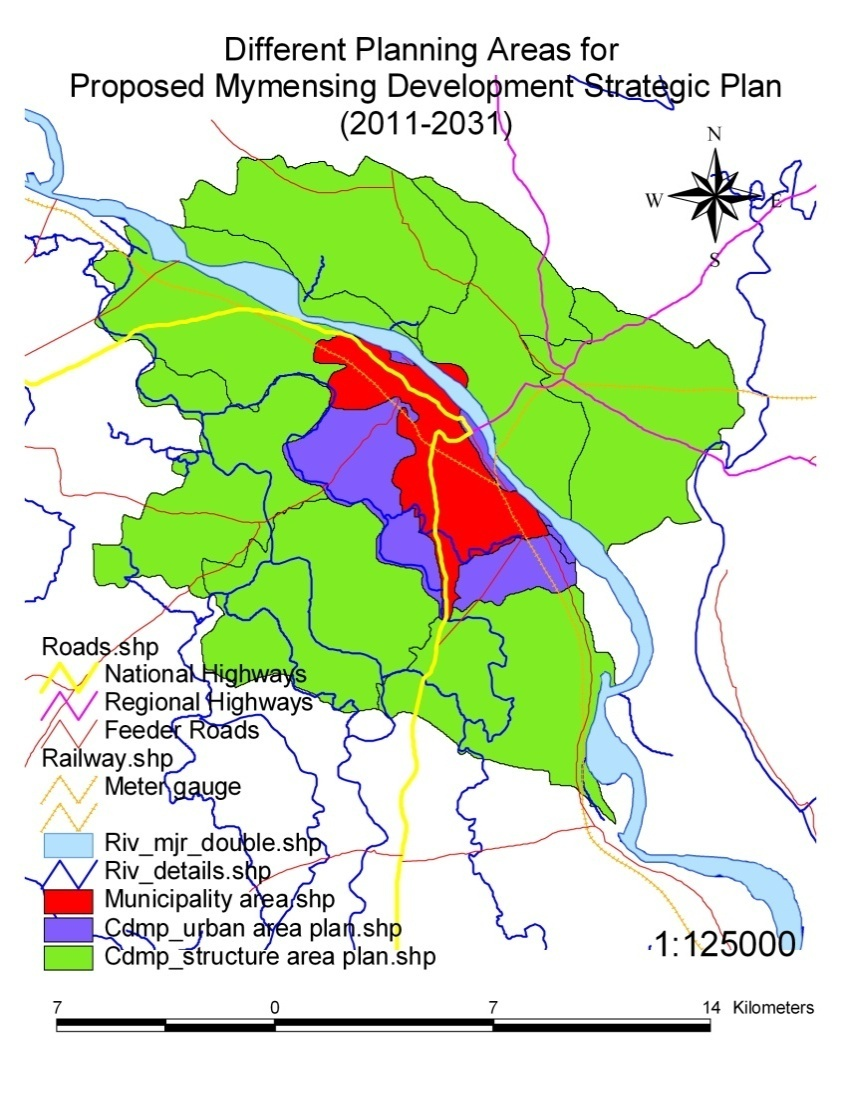 Different Planning Areas for
Proposed Mymensing Development Strategic Plan
(2011-2031)
N
W E
S
Roads.shp
National Highways
Regional Highways
Feeder Roads
Railway.shp
Meter gauge
Riv_mjr_double.shp
Riv_details.shp
Municipality area.shp
Cdmp_urban area plan.shp
Cdmp_structure area plan.shp
1:125000
7 0 7 14 Kilometers